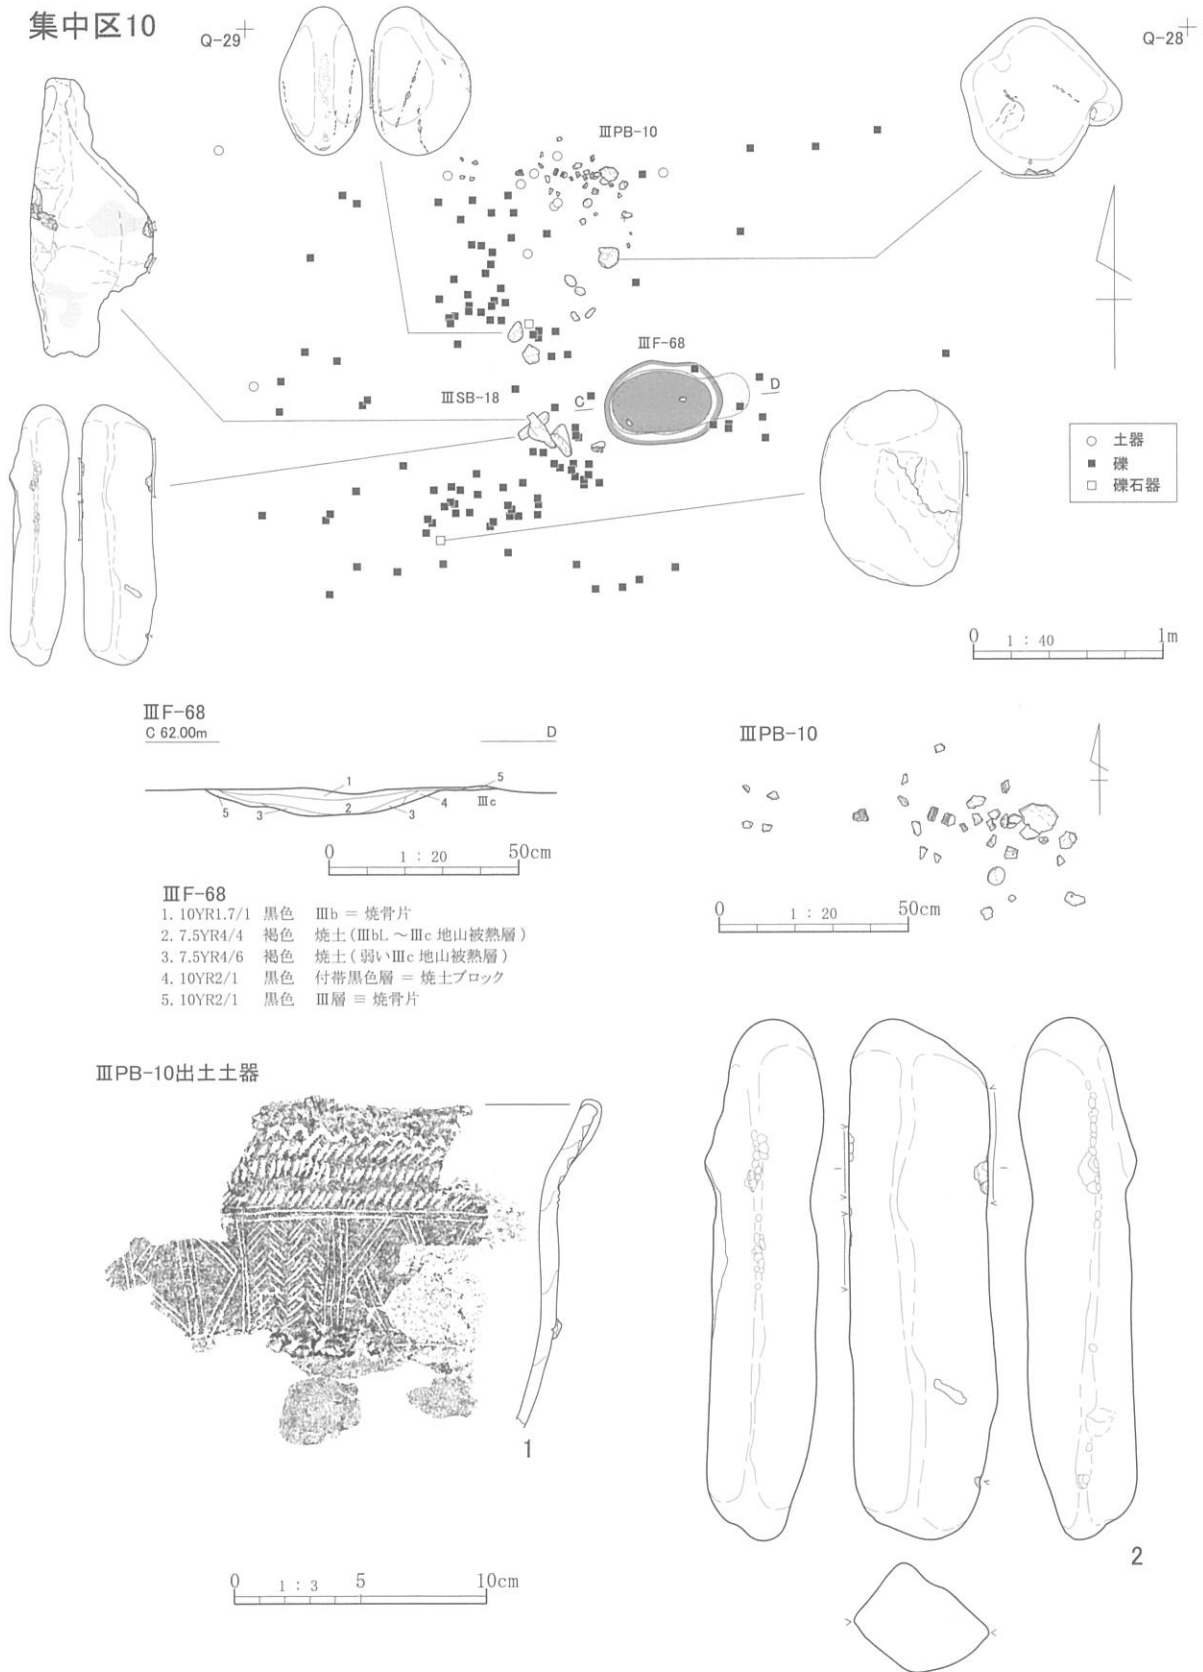 集中区10
Q-29
Q-28
ⅢPB-10
ⅢF-68
ⅢSB-18
C
D
○ 土器
■ 礫
□ 礫石器
0 1 : 40 1m
ⅢF-68
C 62.00m
D
1
5
5
3
2
3
4
Ⅲc
0 1 : 20 50cm
ⅢF-68
1. 10YR1.7/1 黒色 Ⅲb = 焼骨片
2. 7.5YR4/4 褐色 焼土(ⅢbL ～Ⅲc 地山被熱層)
3. 7.5YR4/6 褐色 焼土(弱いⅢc 地山被熱層)
4. 10YR2/1 黒色 付帯黒色層 = 焼土ブロック
5. 10YR2/1 黒色 Ⅲ層 ≡ 焼骨片
ⅢPB-10
0 1 : 20 50cm
ⅢPB-10出土土器
1
2
0 1 : 3 5 10cm